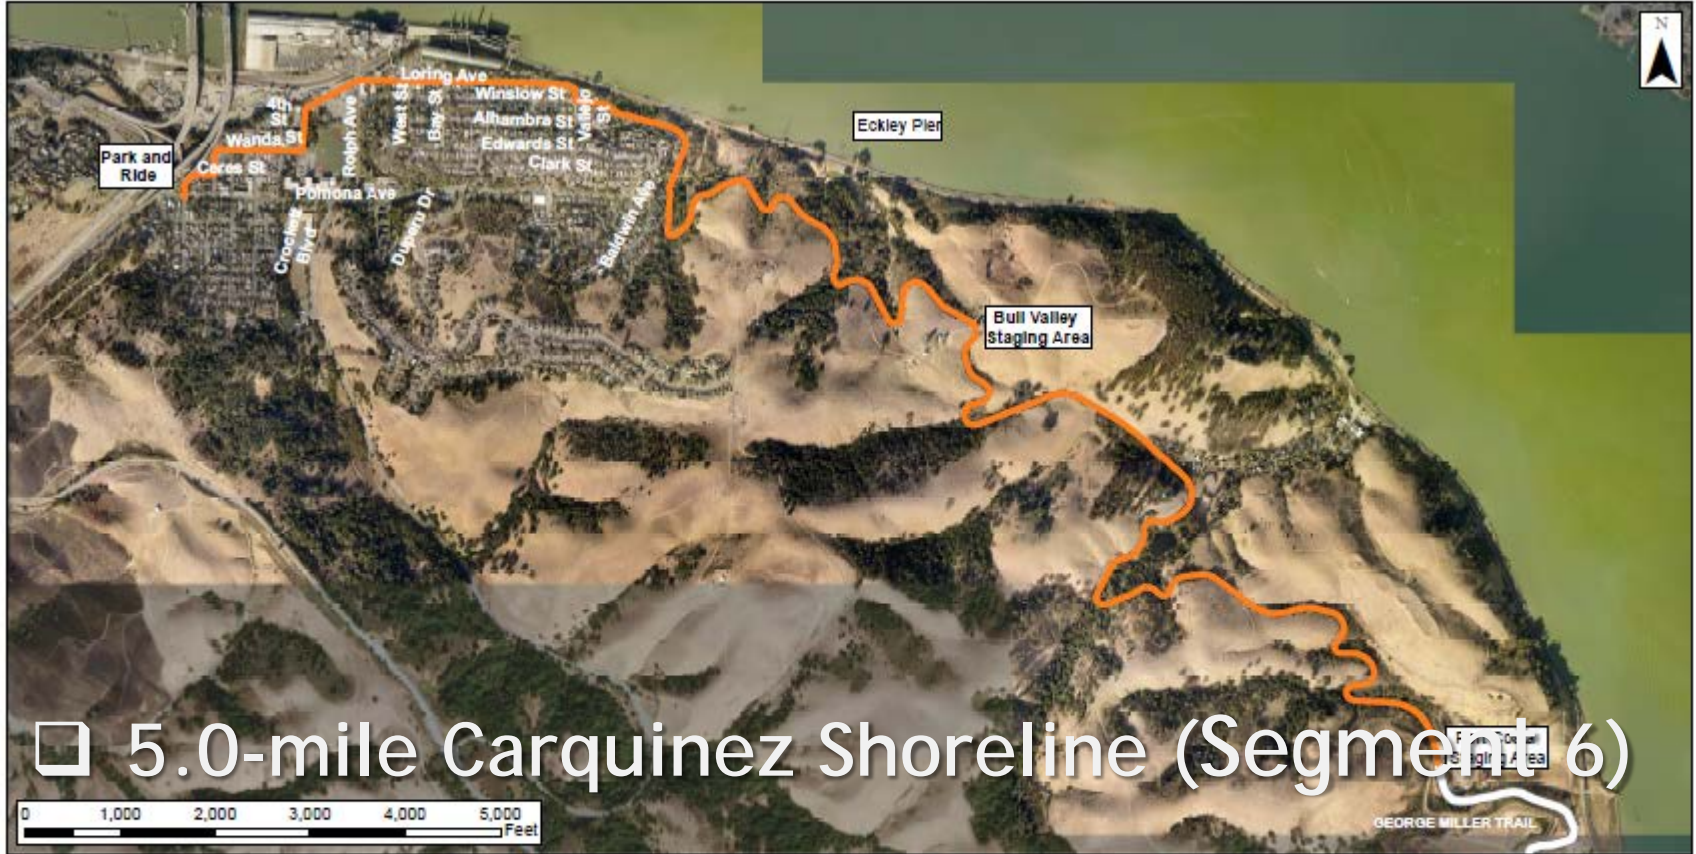 N
Loring Ave
Winslow St
Alhambra St
Edwards St
Clark St
4th
St
Wanda St
Ceres St
Park and
Ride
Rolph Ave
West St
Bay St
Vallejo
St
Eckley Pier
Pomona Ave
Crockett
Blvd
Duperu Dr
Baldwin Ave
Bull Valley
Staging Area
❑ 5.0-mile Carquinez Shoreline (Segment 6)
Staging Area
0 1,000 2,000 3,000 4,000 5,000
Feet
GEORGE MILLER TRAIL